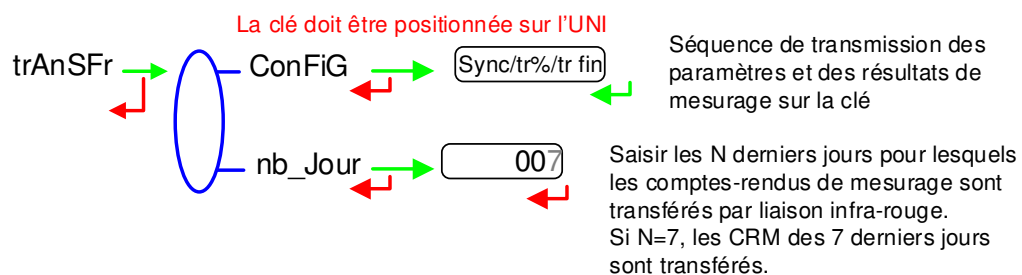 La clé doit être positionnée sur l'UNI
trAnSFr
ConFiG
Sync/tr%/tr fin
Séquence de transmission des
paramètres et des résultats de
mesurage sur la clé
nb_Jour
007
Saisir les N derniers jours pour lesquels
les comptes-rendus de mesurage sont
transférés par liaison infra-rouge.
Si N=7, les CRM des 7 derniers jours
sont transférés.